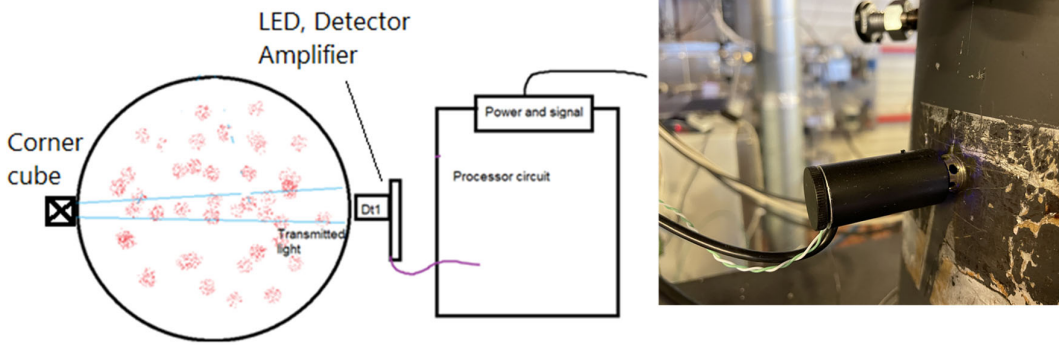 LED, Detector
Amplifier
Corner
cube
Dt1
Transmitted
light
Power and signal
Processor circuit